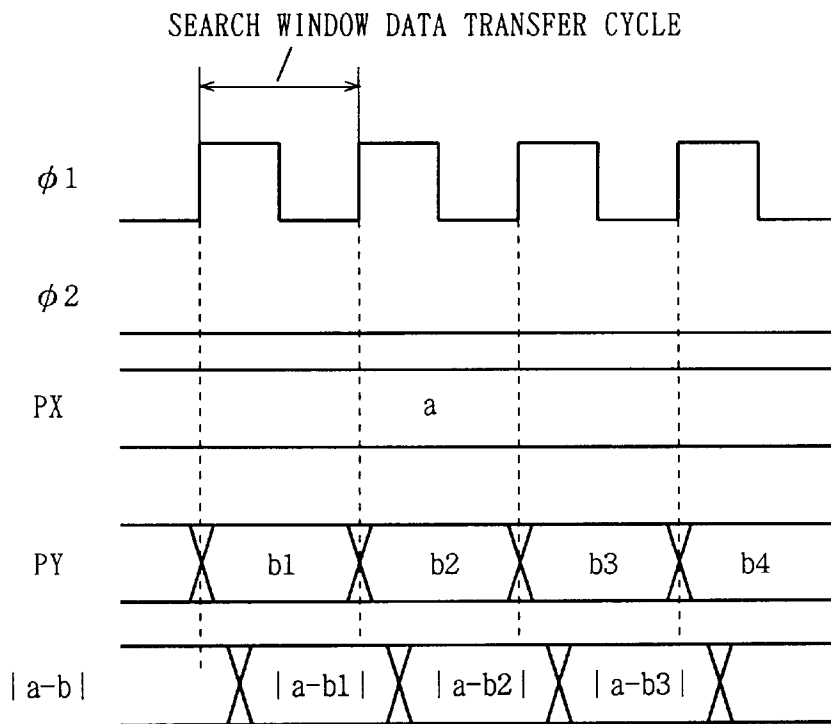 SEARCH WINDOW DATA TRANSFER CYCLE
φ1
φ2
PX a
PY b1 b2 b3 b4
|a-b| |a-b1| |a-b2| |a-b3|